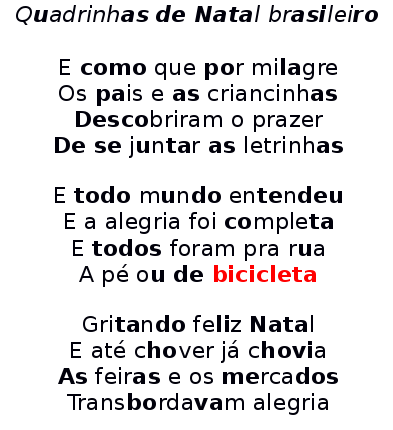 Quadrinhas de Natal brasileiro
E como que por milagre
Os pais e as criancinhas
Descobriram o prazer
De se juntar as letrinhas
E todo mundo entendeu
E a alegria foi completa
E todos foram pra rua
A pé ou de bicicleta
Gritando feliz Natal
E até chover já chovia
As feiras e os mercados
Transbordavam alegria